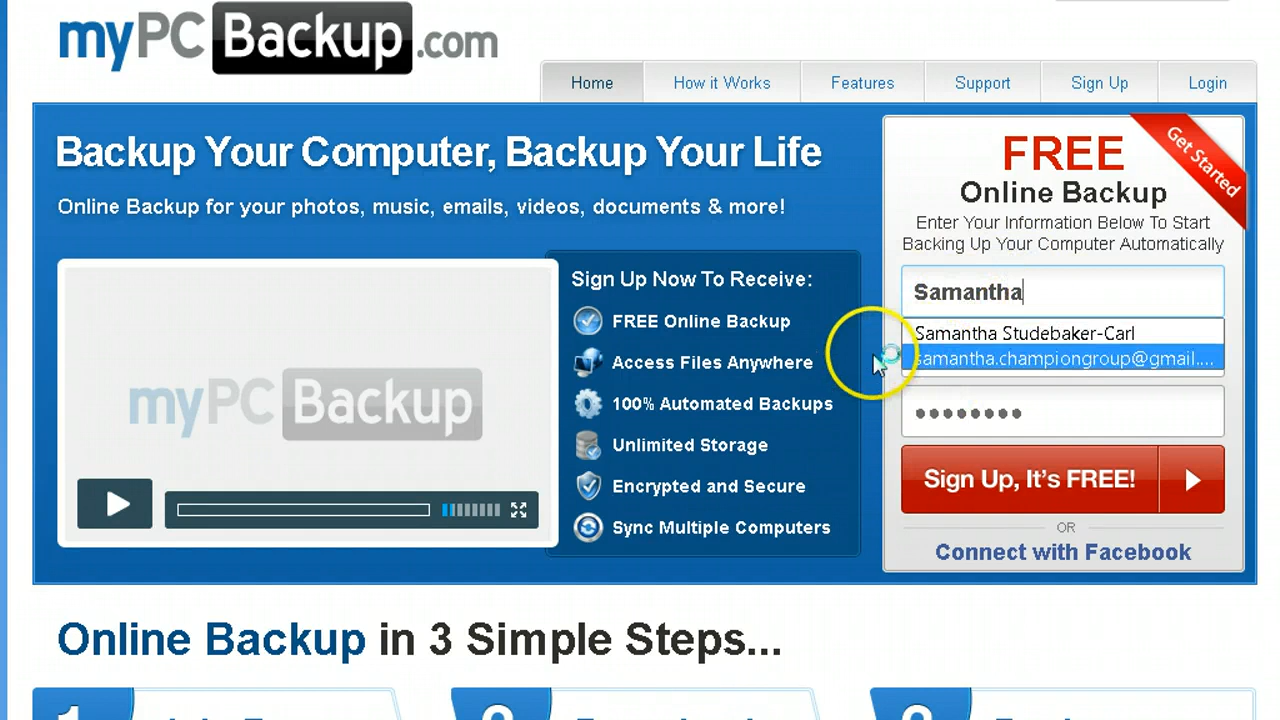 myPC Backup .com
Home How it Works Features Support Sign Up Login
Backup Your Computer, Backup Your Life
Online Backup for your photos, music, emails, videos, documents & more!
myPC Backup
Sign Up Now To Receive:
FREE Online Backup
Access Files Anywhere
100% Automated Backups
Unlimited Storage
Encrypted and Secure
Sync Multiple Computers
Get Started
FREE
Online Backup
Enter Your Information Below To Start
Backing Up Your Computer Automatically
Samantha
Samantha Studebaker-Carl
samantha.championgroup@gmail....
Sign Up, It's FREE!
OR
Connect with Facebook
Online Backup in 3 Simple Steps...